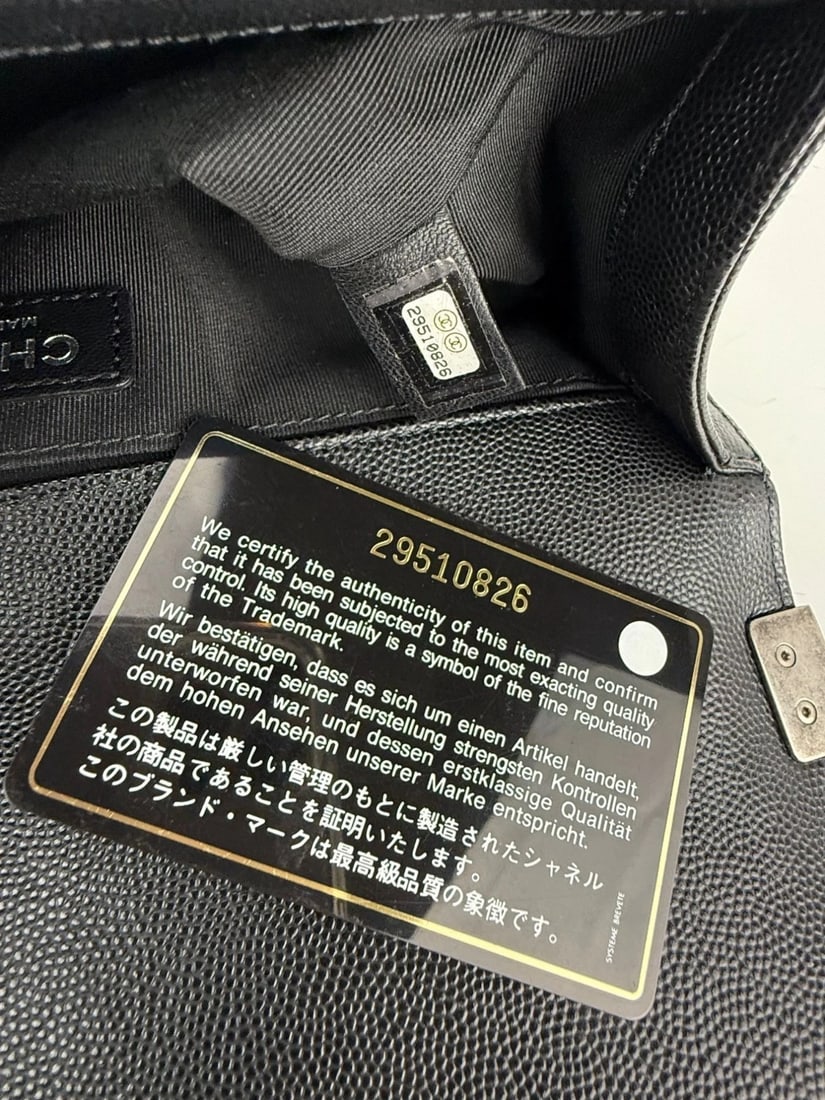 CH
MA
29510826
29510826
We certify the authenticity of this item and confirm
that it has been subjected to the most exacting quality
control. Its high quality is a symbol of the fine reputation
of the Trademark.
Wir bestätigen, dass es sich um einen Artikel handelt,
der während seiner Herstellung strengsten Kontrollen
unterworfen war, und dessen erstklassige Qualität
dem hohen Ansehen unserer Marke entspricht.
この製品は厳しい管理のもとに製造されたシャネル
社の商品であることを証明いたします。
このブランド・マークは最高級品質の象徴です。
SYSTEME BREVETE